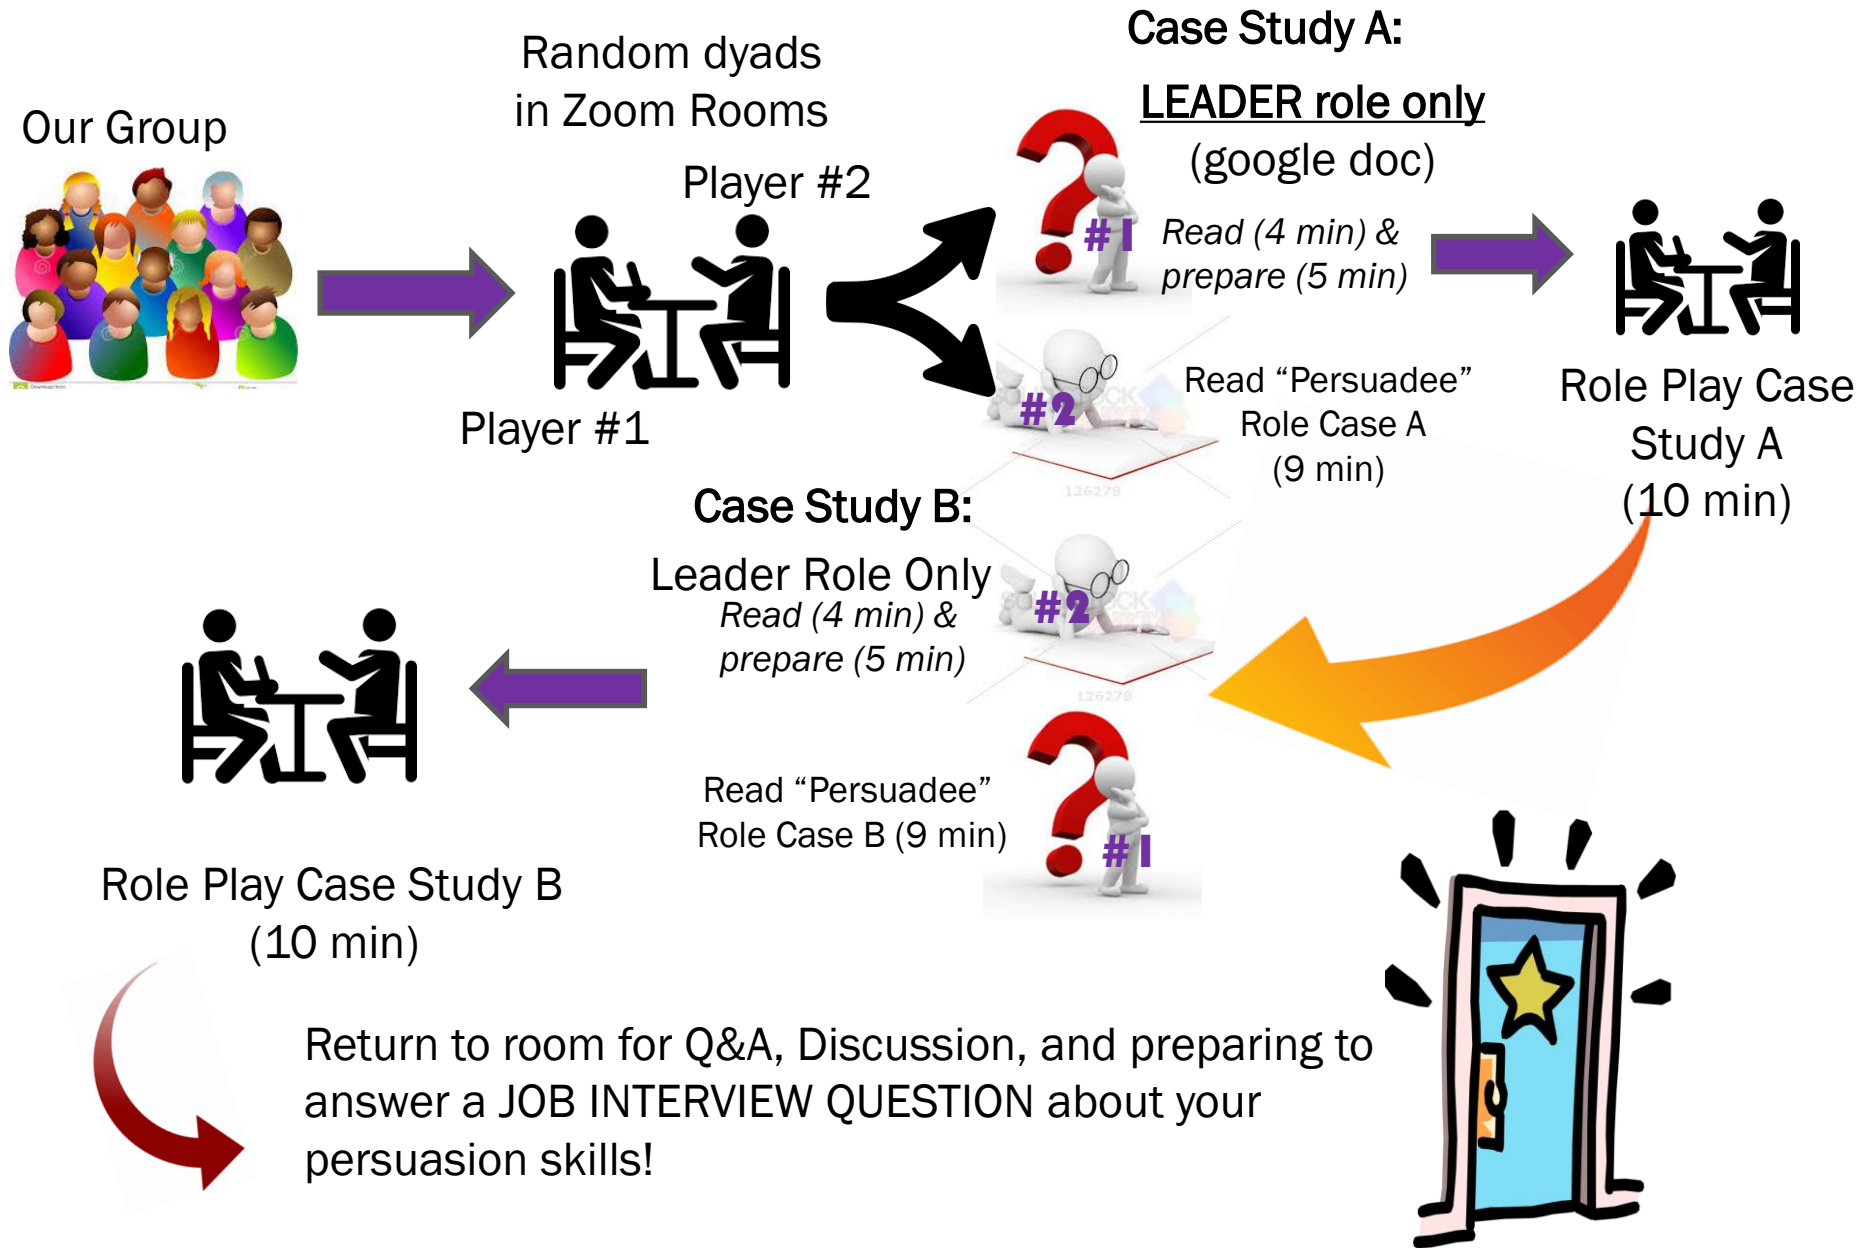 Our Group
Random dyads
in Zoom Rooms
Player #2
Player #1
Case Study A:
LEADER role only
(google doc)
#1
Read (4 min) &
prepare (5 min)
#2
Read “Persuadee”
Role Case A
(9 min)
126278
Role Play Case
Study A
(10 min)
Case Study B:
Leader Role Only
Read (4 min) &
prepare (5 min)
#2
126278
Read “Persuadee”
Role Case B (9 min)
#1
Role Play Case Study B
(10 min)
Return to room for Q&A, Discussion, and preparing to
answer a JOB INTERVIEW QUESTION about your
persuasion skills!